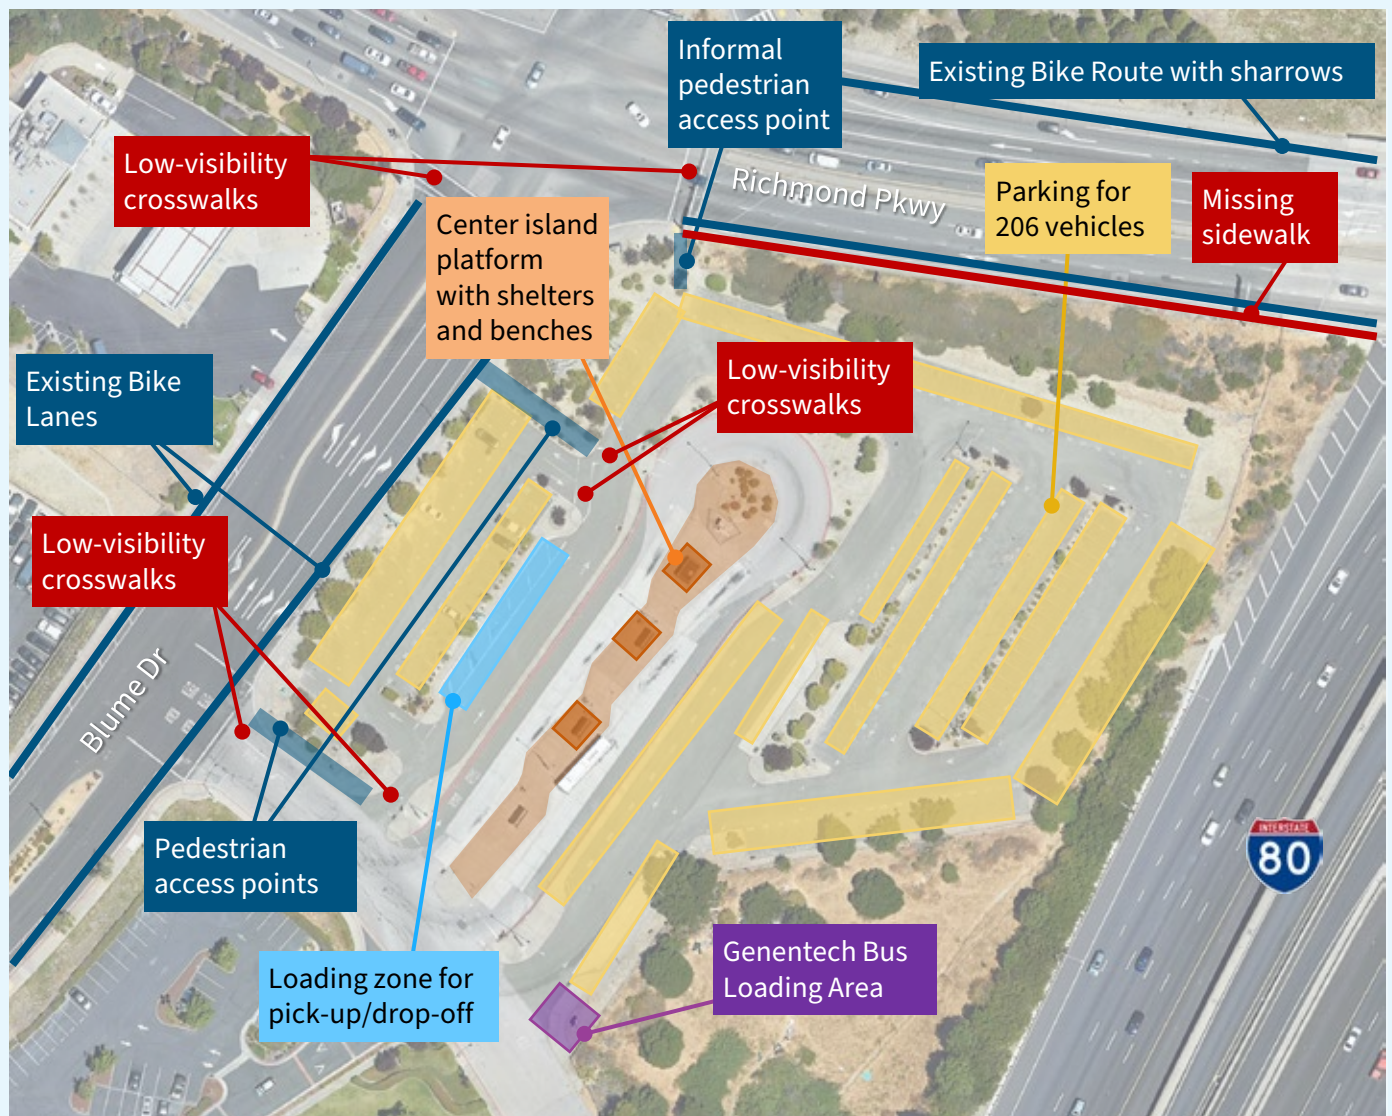 Informal
pedestrian
access point
Existing Bike Route with sharrows
Low-visibility
crosswalks
Richmond Pkwy
Parking for
206 vehicles
Missing
sidewalk
Center island
platform
with shelters
and benches
Low-visibility
crosswalks
Existing Bike
Lanes
Low-visibility
crosswalks
Blume Dr
Pedestrian
access points
INTERSTATE
80
Loading zone for
pick-up/drop-off
Genentech Bus
Loading Area